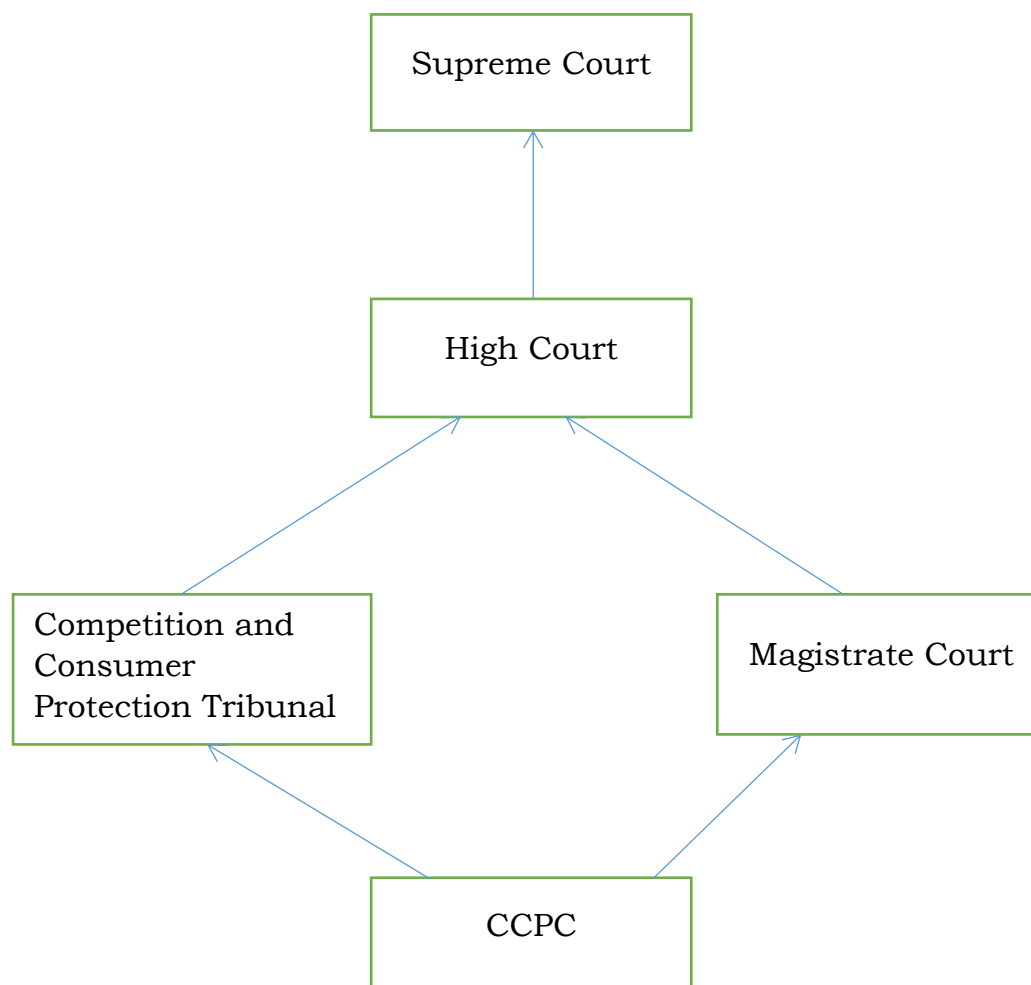 Supreme Court
High Court
Competition and
Consumer
Protection Tribunal
Magistrate Court
CCPC